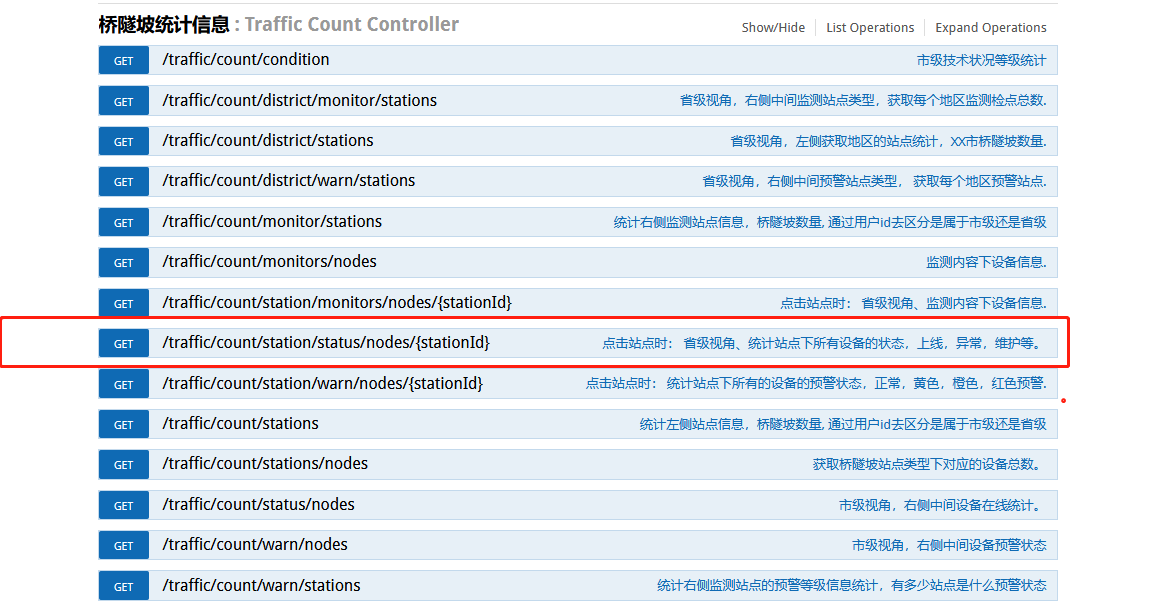 桥隧坡统计信息 : Traffic Count Controller Show/Hide List Operations Expand Operations
GET /traffic/count/condition 市级技术状况等级统计
GET /traffic/count/district/monitor/stations 省级视角，右侧中间监测站点类型，获取每个地区监测检点总数.
GET /traffic/count/district/stations 省级视角，左侧获取地区的站点统计，XX市桥隧坡数量.
GET /traffic/count/district/warn/stations 省级视角，右侧中间预警站点类型， 获取每个地区预警站点.
GET /traffic/count/monitor/stations 统计右侧监测站点信息，桥隧坡数量, 通过用户id去区分是属于市级还是省级
GET /traffic/count/monitors/nodes 监测内容下设备信息.
GET /traffic/count/station/monitors/nodes/{stationId} 点击站点时： 省级视角、监测内容下设备信息.
GET /traffic/count/station/status/nodes/{stationId} 点击站点时： 省级视角、统计站点下所有设备的状态，上线，异常，维护等。
GET /traffic/count/station/warn/nodes/{stationId} 点击站点时： 统计站点下所有的设备的预警状态，正常，黄色，橙色，红色预警.
GET /traffic/count/stations 统计左侧站点信息，桥隧坡数量, 通过用户id去区分是属于市级还是省级
GET /traffic/count/stations/nodes 获取桥隧坡站点类型下对应的设备总数。
GET /traffic/count/status/nodes 市级视角，右侧中间设备在线统计。
GET /traffic/count/warn/nodes 市级视角，右侧中间设备预警状态
GET /traffic/count/warn/stations 统计右侧监测站点的预警等级信息统计，有多少站点是什么预警状态